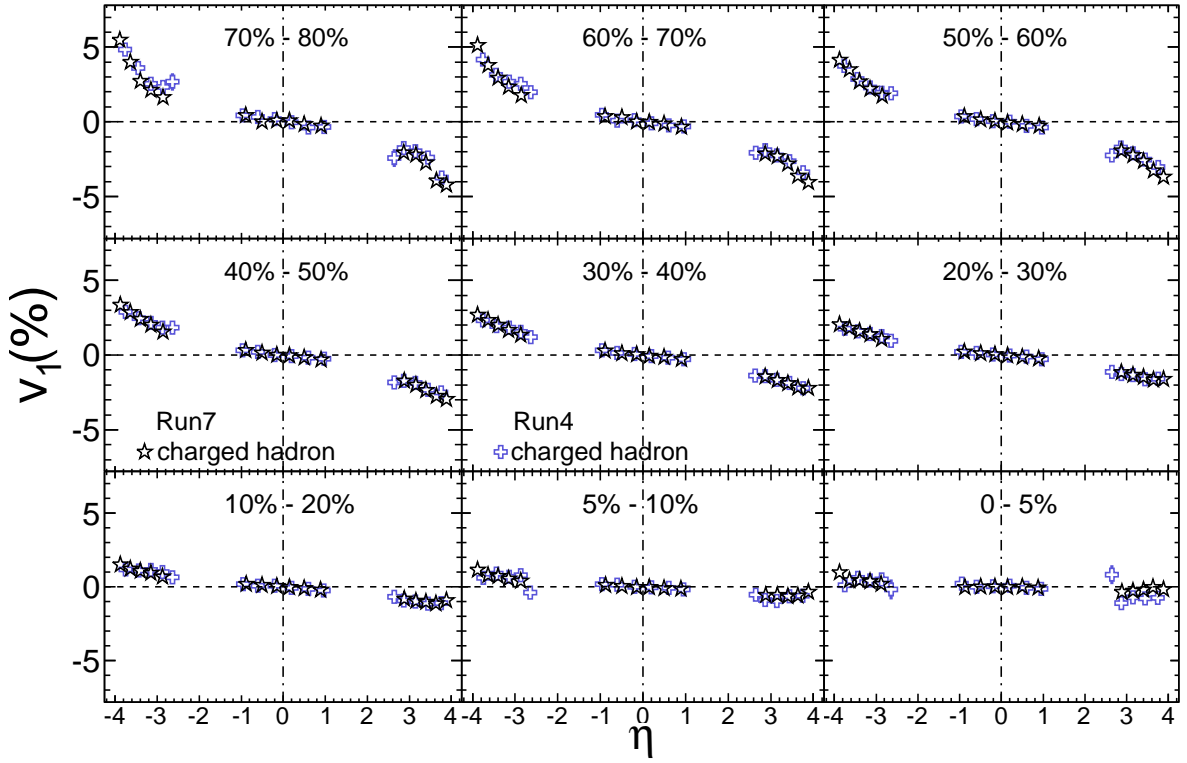 70% - 80%
60% - 70%
50% - 60%
5
0
-5
40% - 50%
30% - 40%
20% - 30%
5
0
-5
v1(%)
Run7
charged hadron
Run4
charged hadron
10% - 20%
5% - 10%
0 - 5%
5
0
-5
-4 -3 -2 -1 0 1 2 3 4
-4 -3 -2 -1 0 1 2 3 4
-4 -3 -2 -1 0 1 2 3 4
η